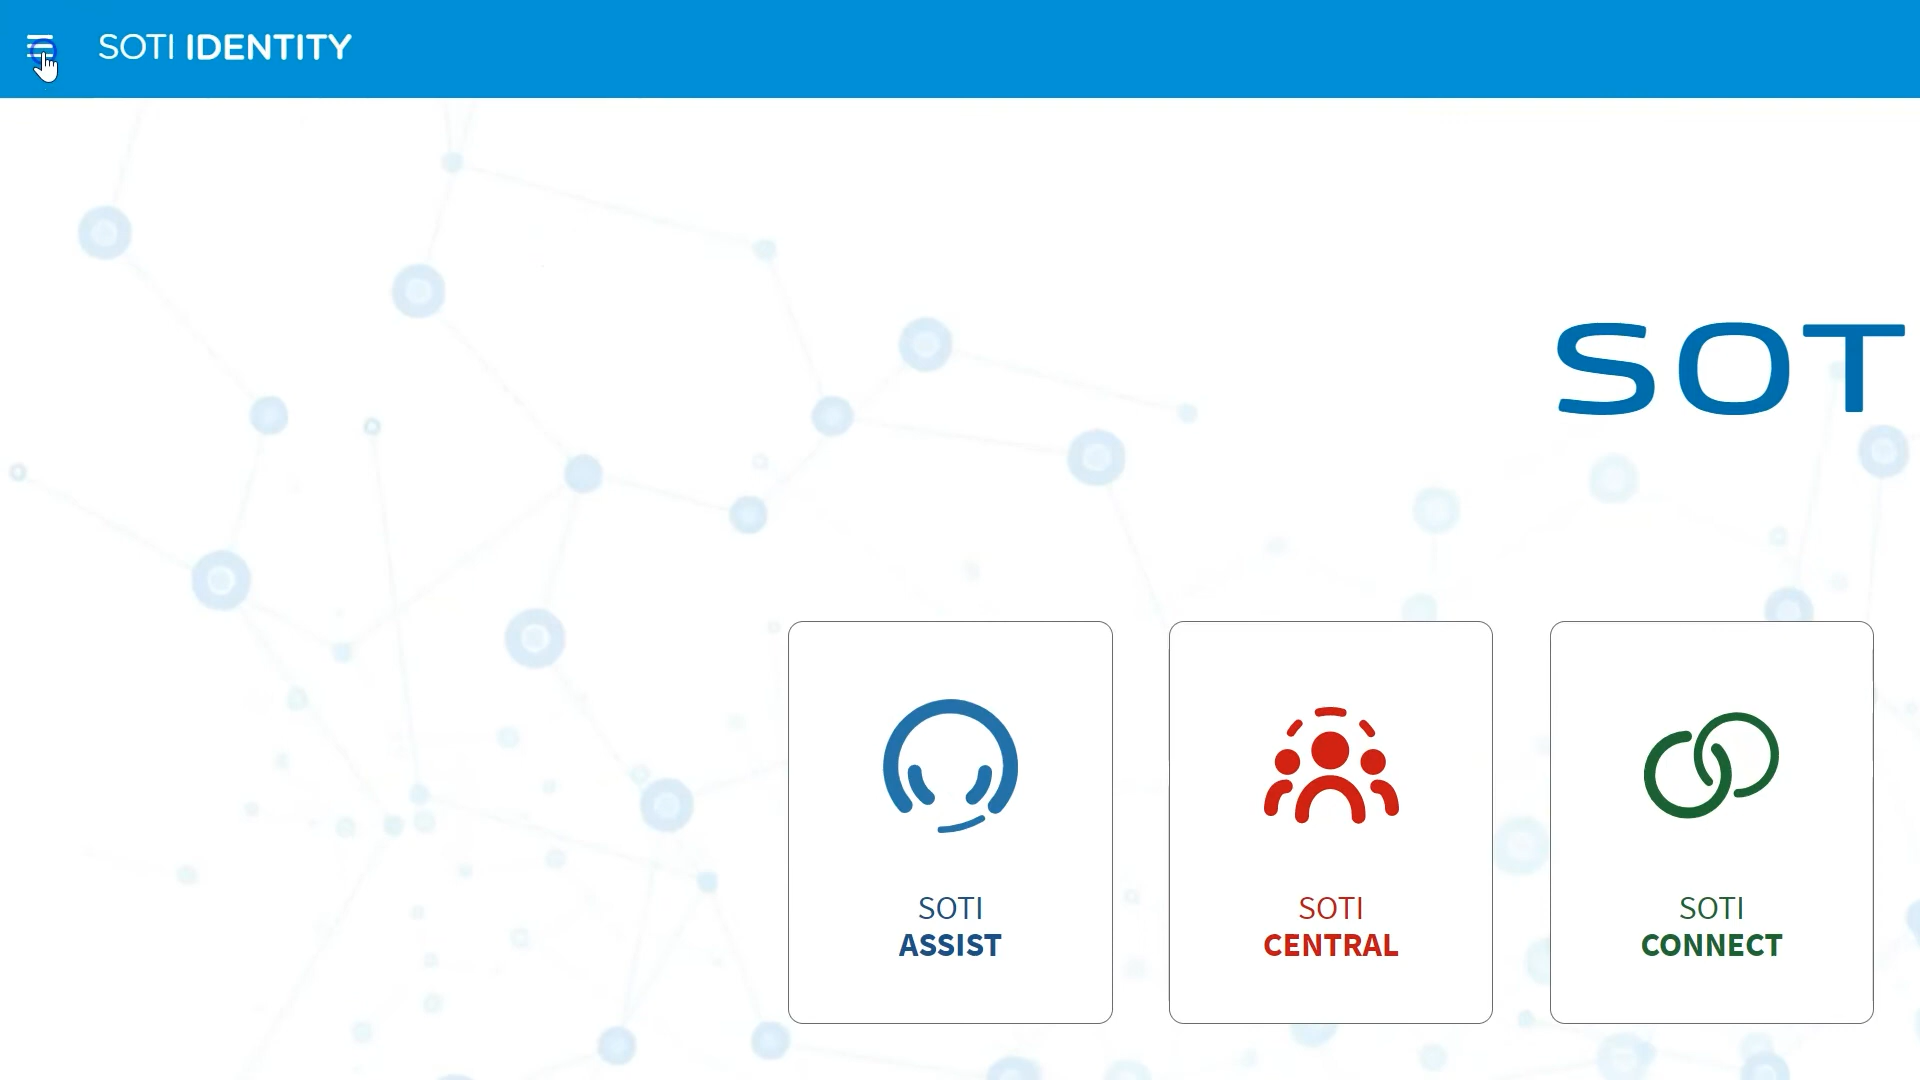 SOTI IDENTITY
SOT
SOTI
ASSIST
SOTI
CENTRAL
SOTI
CONNECT